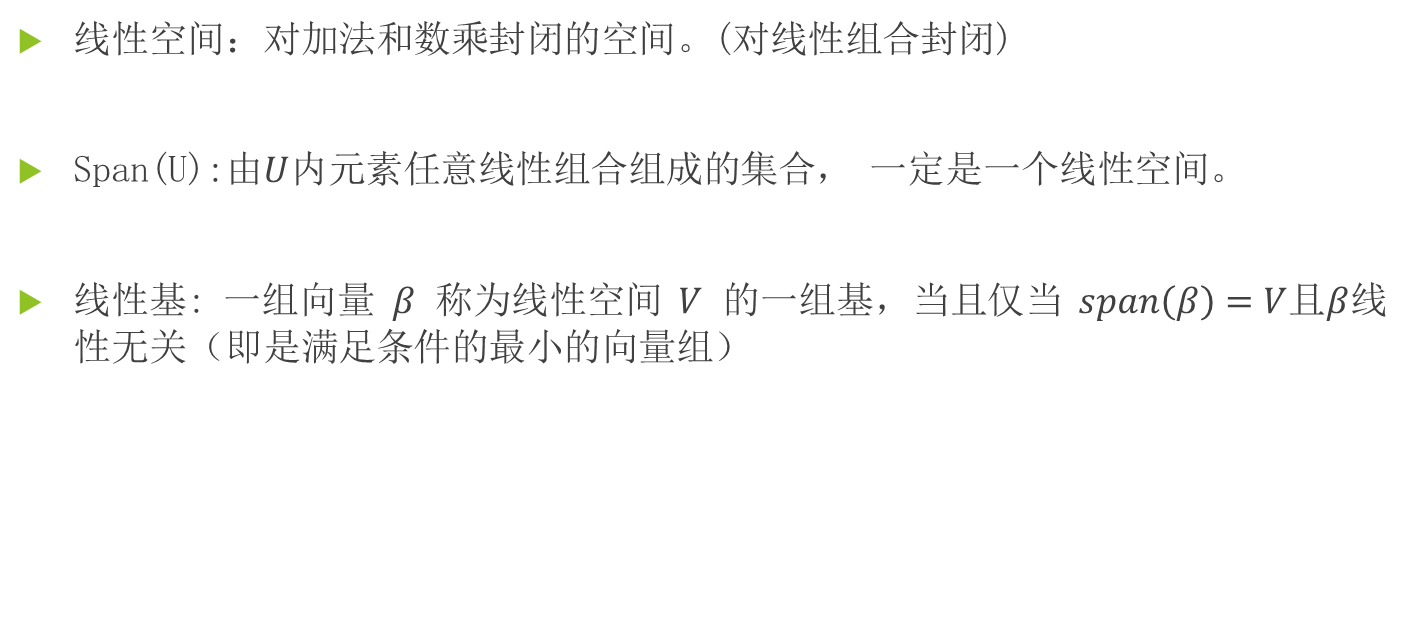 线性空间：对加法和数乘封闭的空间。(对线性组合封闭)
Span(U):由𝑼内元素任意线性组合组成的集合， 一定是一个线性空间。
线性基: 一组向量 𝛽 称为线性空间 𝑉 的一组基，当且仅当 𝑠𝑝𝑎𝑛(𝛽) = 𝑉且𝛽线
性无关（即是满足条件的最小的向量组）